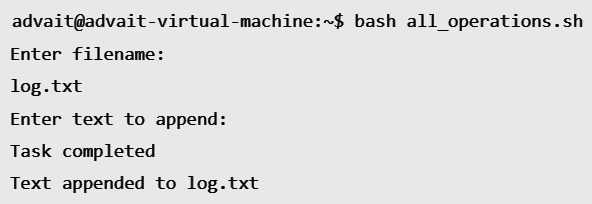 advait@advait-virtual-machine:~$ bash all_operations.sh
Enter filename:
log.txt
Enter text to append:
Task completed
Text appended to log.txt